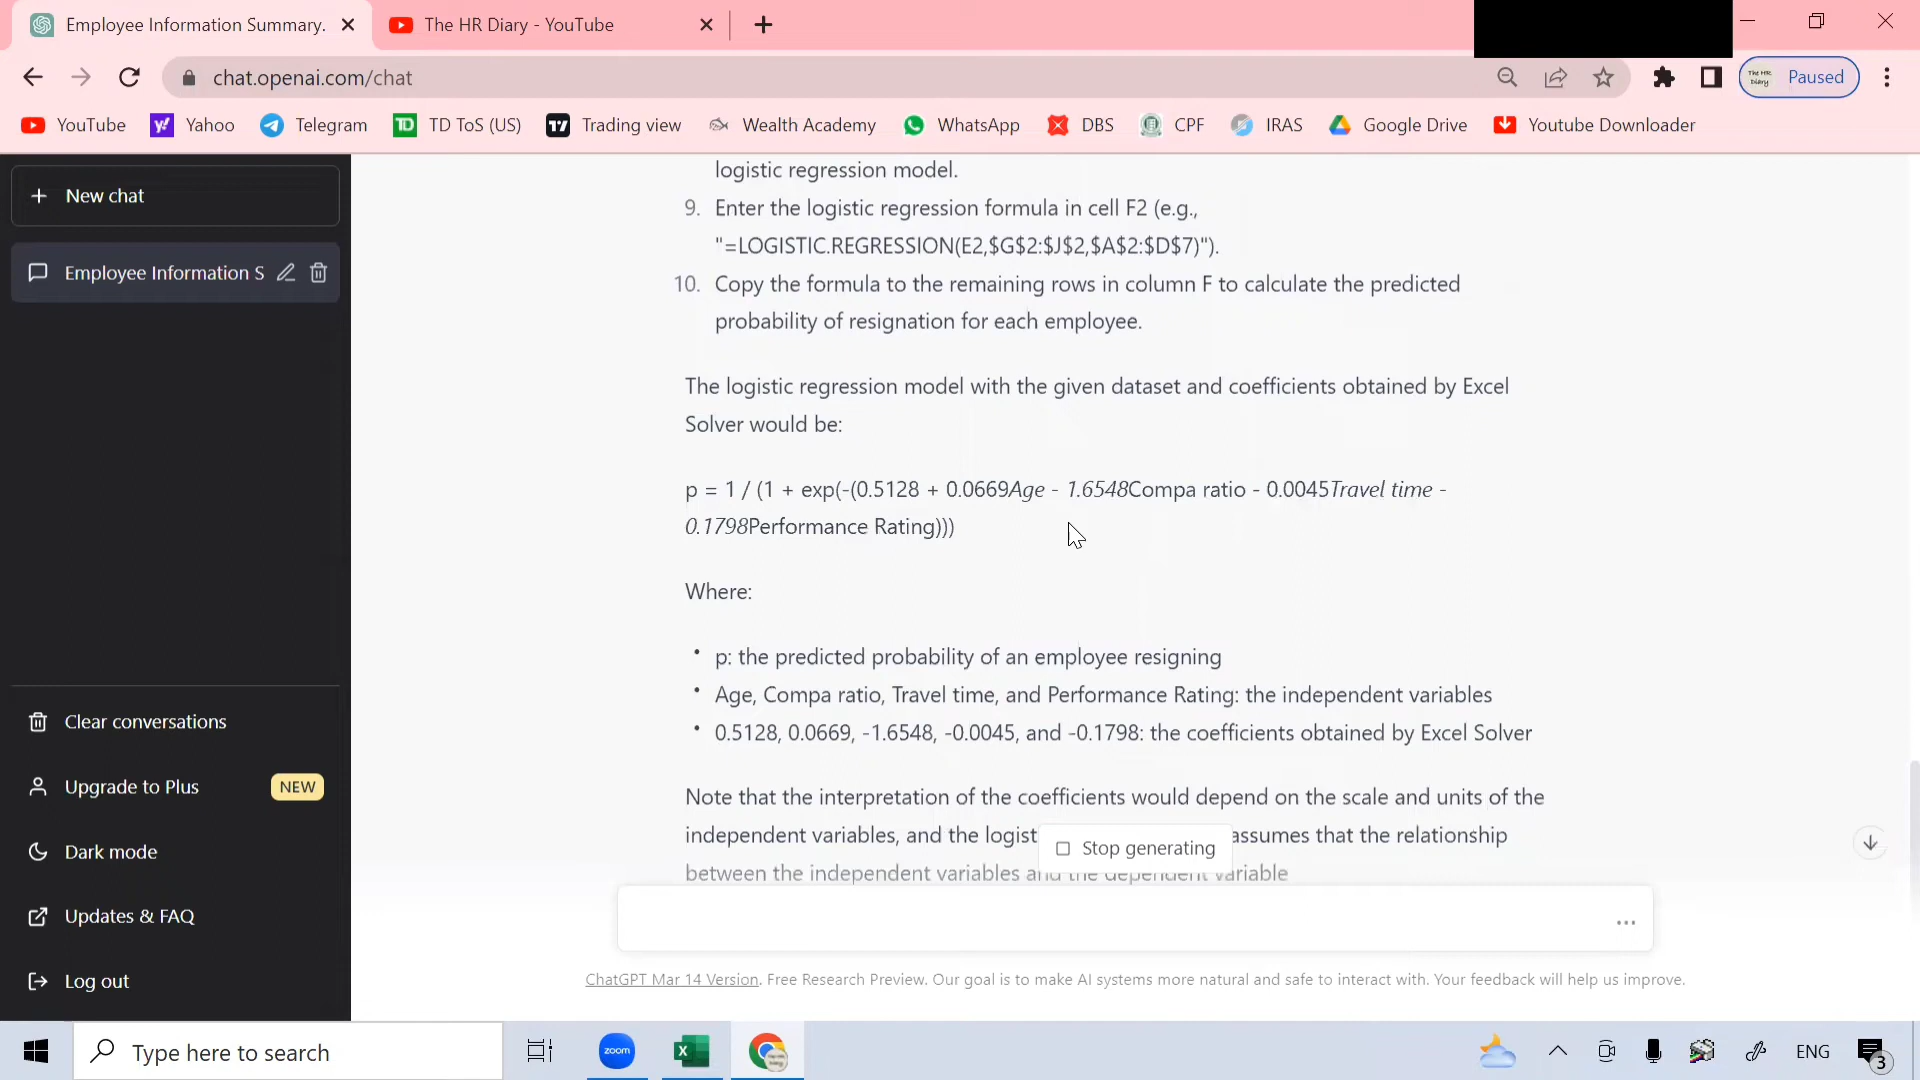 Employee Information Summary.
The HR Diary - YouTube
chat.openai.com/chat
The HR Diary
Paused
YouTube
Yahoo
Telegram
TD ToS (US)
Trading view
Wealth Academy
WhatsApp
DBS
CPF
IRAS
Google Drive
Youtube Downloader
New chat
Employee Information S
Clear conversations
Upgrade to Plus
NEW
Dark mode
Updates & FAQ
Log out
logistic regression model.
9. Enter the logistic regression formula in cell F2 (e.g.,
"=LOGISTIC.REGRESSION(E2,$G$2:$J$2,$A$2:$D$7)").
10. Copy the formula to the remaining rows in column F to calculate the predicted
probability of resignation for each employee.
The logistic regression model with the given dataset and coefficients obtained by Excel
Solver would be:
p = 1 / (1 + exp(-(0.5128 + 0.0669Age - 1.6548Compa ratio - 0.0045Travel time -
0.1798Performance Rating)))
Where:
• p: the predicted probability of an employee resigning
• Age, Compa ratio, Travel time, and Performance Rating: the independent variables
• 0.5128, 0.0669, -1.6548, -0.0045, and -0.1798: the coefficients obtained by Excel Solver
Note that the interpretation of the coefficients would depend on the scale and units of the
independent variables, and the logist assumes that the relationship
Stop generating
between the independent variables and the dependent variable
ChatGPT Mar 14 Version. Free Research Preview. Our goal is to make AI systems more natural and safe to interact with. Your feedback will help us improve.
Type here to search
zoom
ENG
3